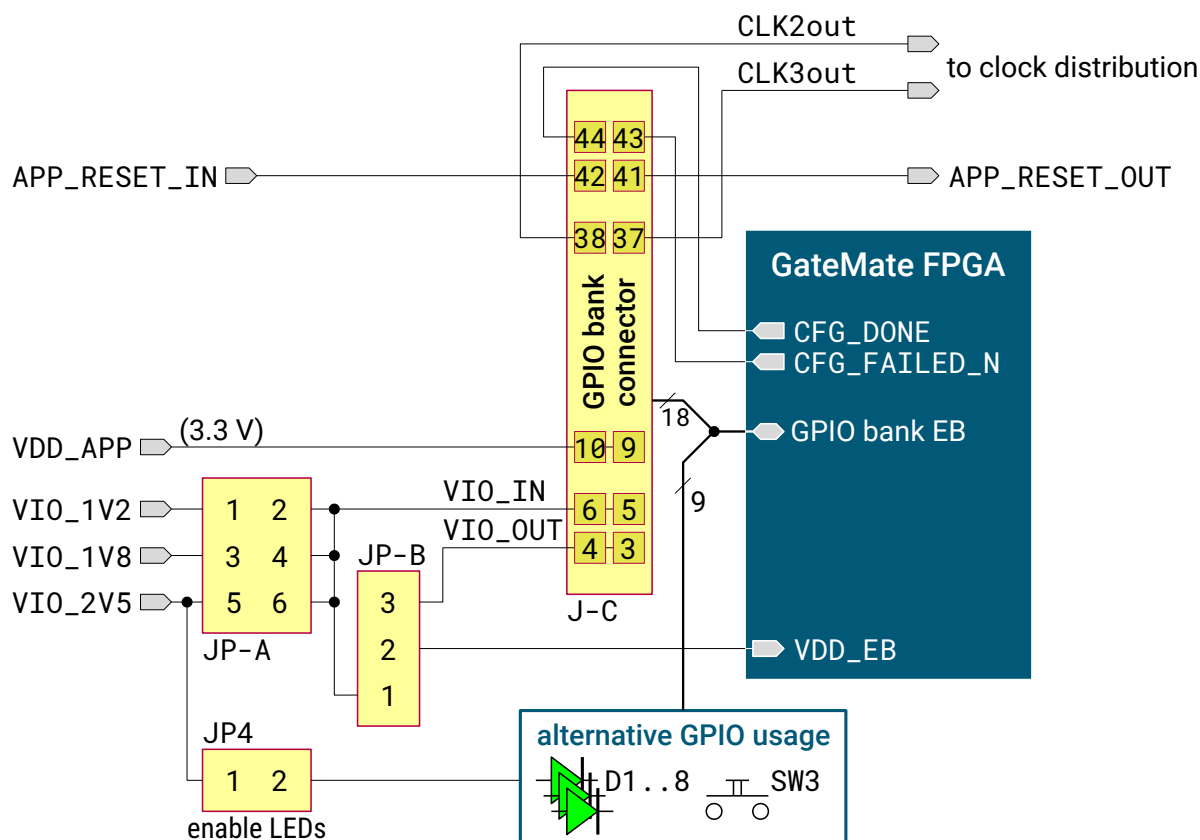 CLK2out
to clock distribution
CLK3out
44 43
APP_RESET_IN
42 41
APP_RESET_OUT
38 37
GateMate FPGA
GPIO bank
connector
CFG_DONE
CFG_FAILED_N
18
GPIO bank EB
(3.3 V)
VDD_APP
10 9
9
VIO_IN
VIO_1V2
1 2
6 5
VIO_OUT
VIO_1V8
3 4
4 3
JP-B
VIO_2V5
5 6
3
J-C
JP-A
2
VDD_EB
1
JP4
alternative GPIO usage
1 2
D1..8
SW3
enable LEDs